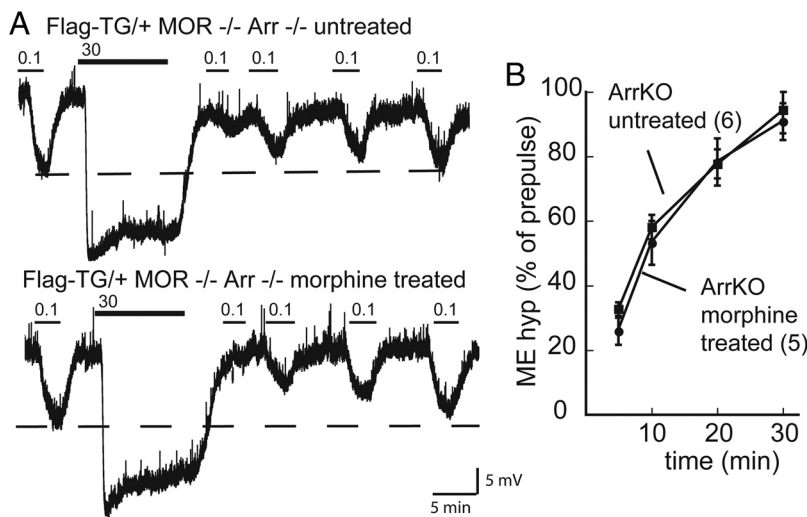 A
Flag-TG/+ MOR -/- Arr -/- untreated
0.1 30 0.1 0.1 0.1 0.1
Flag-TG/+ MOR -/- Arr -/- morphine treated
0.1 30 0.1 0.1 0.1 0.1
5 mV
5 min
B
ME hyp (% of prepulse)
100
80
60
40
20
0
ArrKO
untreated (6)
ArrKO
morphine
treated (5)
10 20 30
time (min)